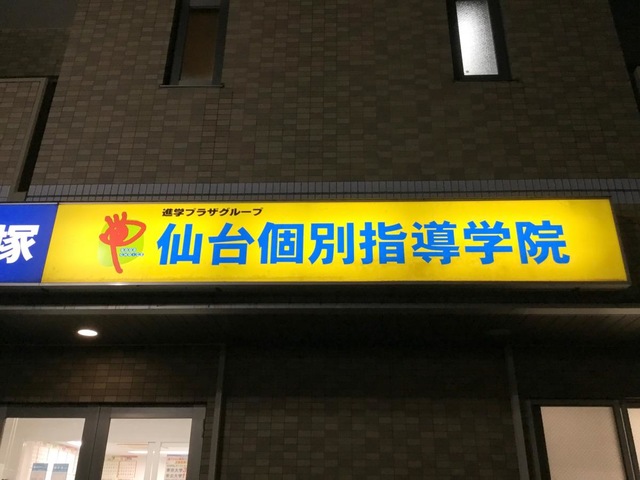 塚
進学プラザグループ
仙台個別指導学院